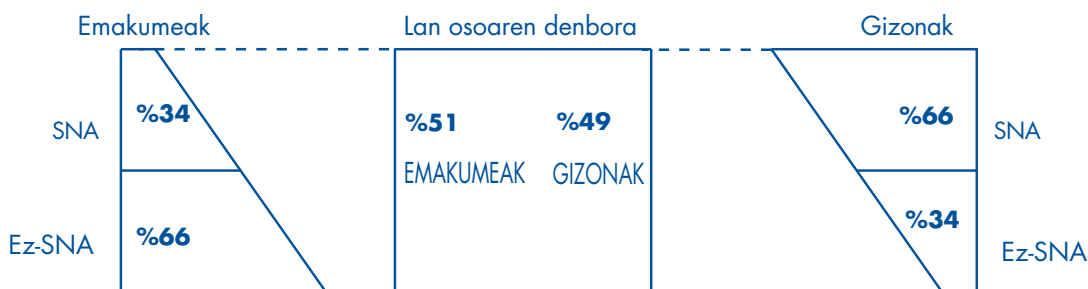 Emakumeak
Lan osoaren denbora
Gizonak
%34
SNA
%51
%49
%66
SNA
EMAKUMEAK
GIZONAK
%66
Ez-SNA
%34
Ez-SNA